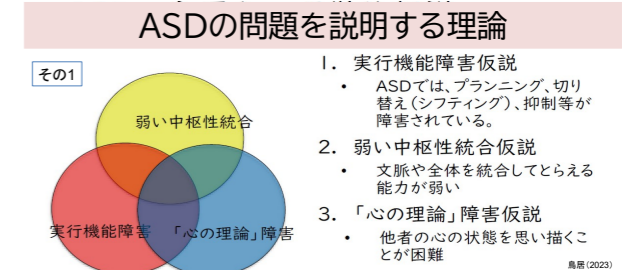 ASDの問題を説明する理論
その1
弱い中枢性統合
実行機能障害
「心の理論」障害
1. 実行機能障害仮説
• ASDでは、プランニング、切り
替え(シフティング)、抑制等が
障害されている。
2. 弱い中枢性統合仮説
• 文脈や全体を統合してとらえる
能力が弱い
3. 「心の理論」障害仮説
• 他者の心の状態を思い描くこ
とが困難
鳥居(2023)